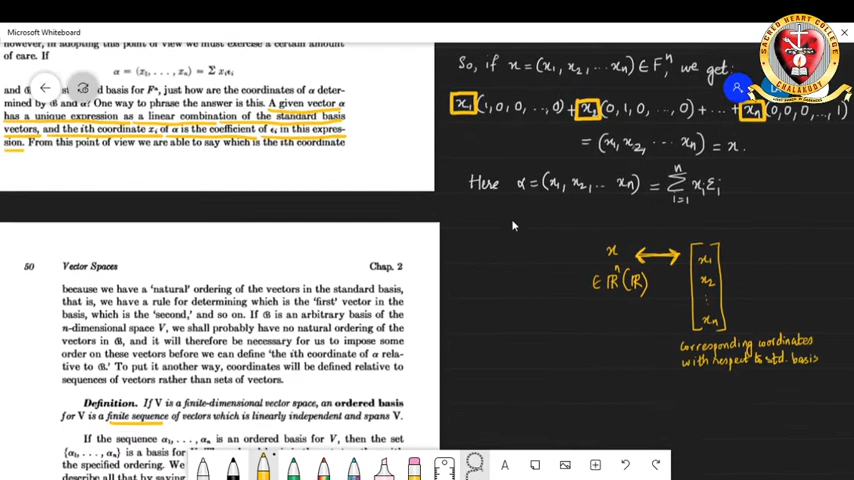 Microsoft Whiteboard
however, in adopting this point of view we must exercise a certain amount
of care. If
α = (x₁, . . . , xₙ) = Σ xᵢϵᵢ
basis for Fⁿ, just how are the coordinates of α deter-
mined by ℬ and α? One way to phrase the answer is this. A given vector α
has a unique expression as a linear combination of the standard basis
vectors, and the ith coordinate xᵢ of α is the coefficient of ϵᵢ in this expres-
sion. From this point of view we are able to say which is the ith coordinate
50 Vector Spaces Chap. 2
because we have a 'natural' ordering of the vectors in the standard basis,
that is, we have a rule for determining which is the 'first' vector in the
basis, which is the 'second,' and so on. If ℬ is an arbitrary basis of the
n-dimensional space V, we shall probably have no natural ordering of the
vectors in ℬ, and it will therefore be necessary for us to impose some
order on these vectors before we can define 'the ith coordinate of α rela-
tive to ℬ.' To put it another way, coordinates will be defined relative to
sequences of vectors rather than sets of vectors.
Definition. If V is a finite-dimensional vector space, an ordered basis
for V is a finite sequence of vectors which is linearly independent and spans V.
If the sequence α₁, . . . , αₙ is an ordered basis for V, then the set
{α₁, . . . , αₙ} is a basis for
the specified ordering. We
describe all that by saying
So, if x = (x₁, x₂, ... xₙ) ∈ Fⁿ, we get:
x₁ (1,0,0, ..,0) + x₂ (0,1,0, ...,0) + ... + xₙ (0,0,0,...,1)
= (x₁, x₂, ... xₙ) = x.
Here α = (x₁, x₂, .. xₙ) = Σⁿᵢ₌₁ xᵢεᵢ
x ↔ [x₁
∈ ℝⁿ(ℝ) x₂
⋮
xₙ]
corresponding coordinates
with respect to std. basis
SACRED HEART COLLEGE
CHALAKUDY